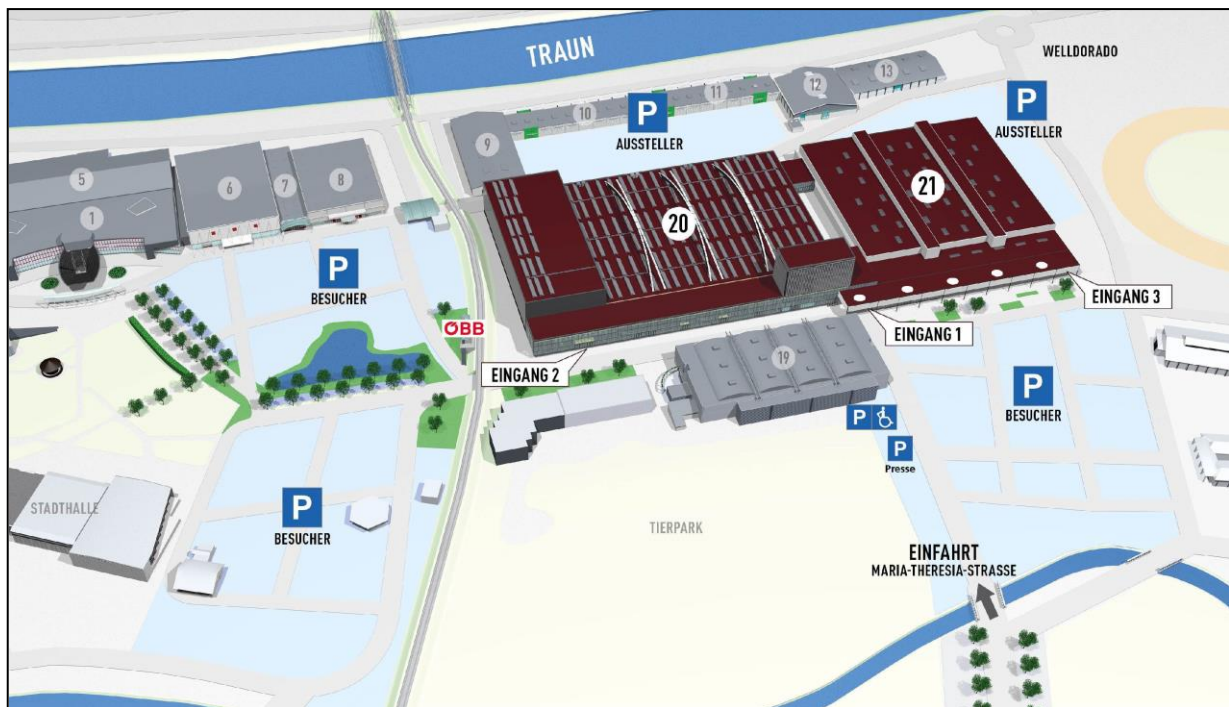 TRAUN
WELLDORADO
13
12
11
10
P
AUSSTELLER
P
AUSSTELLER
9
5
6
7
8
1
21
20
P
BESUCHER
EINGANG 3
ÖBB
EINGANG 1
EINGANG 2
19
P
BESUCHER
P
P
Presse
P
BESUCHER
STADTHALLE
TIERPARK
EINFAHRT
MARIA-THERESIA-STRASSE